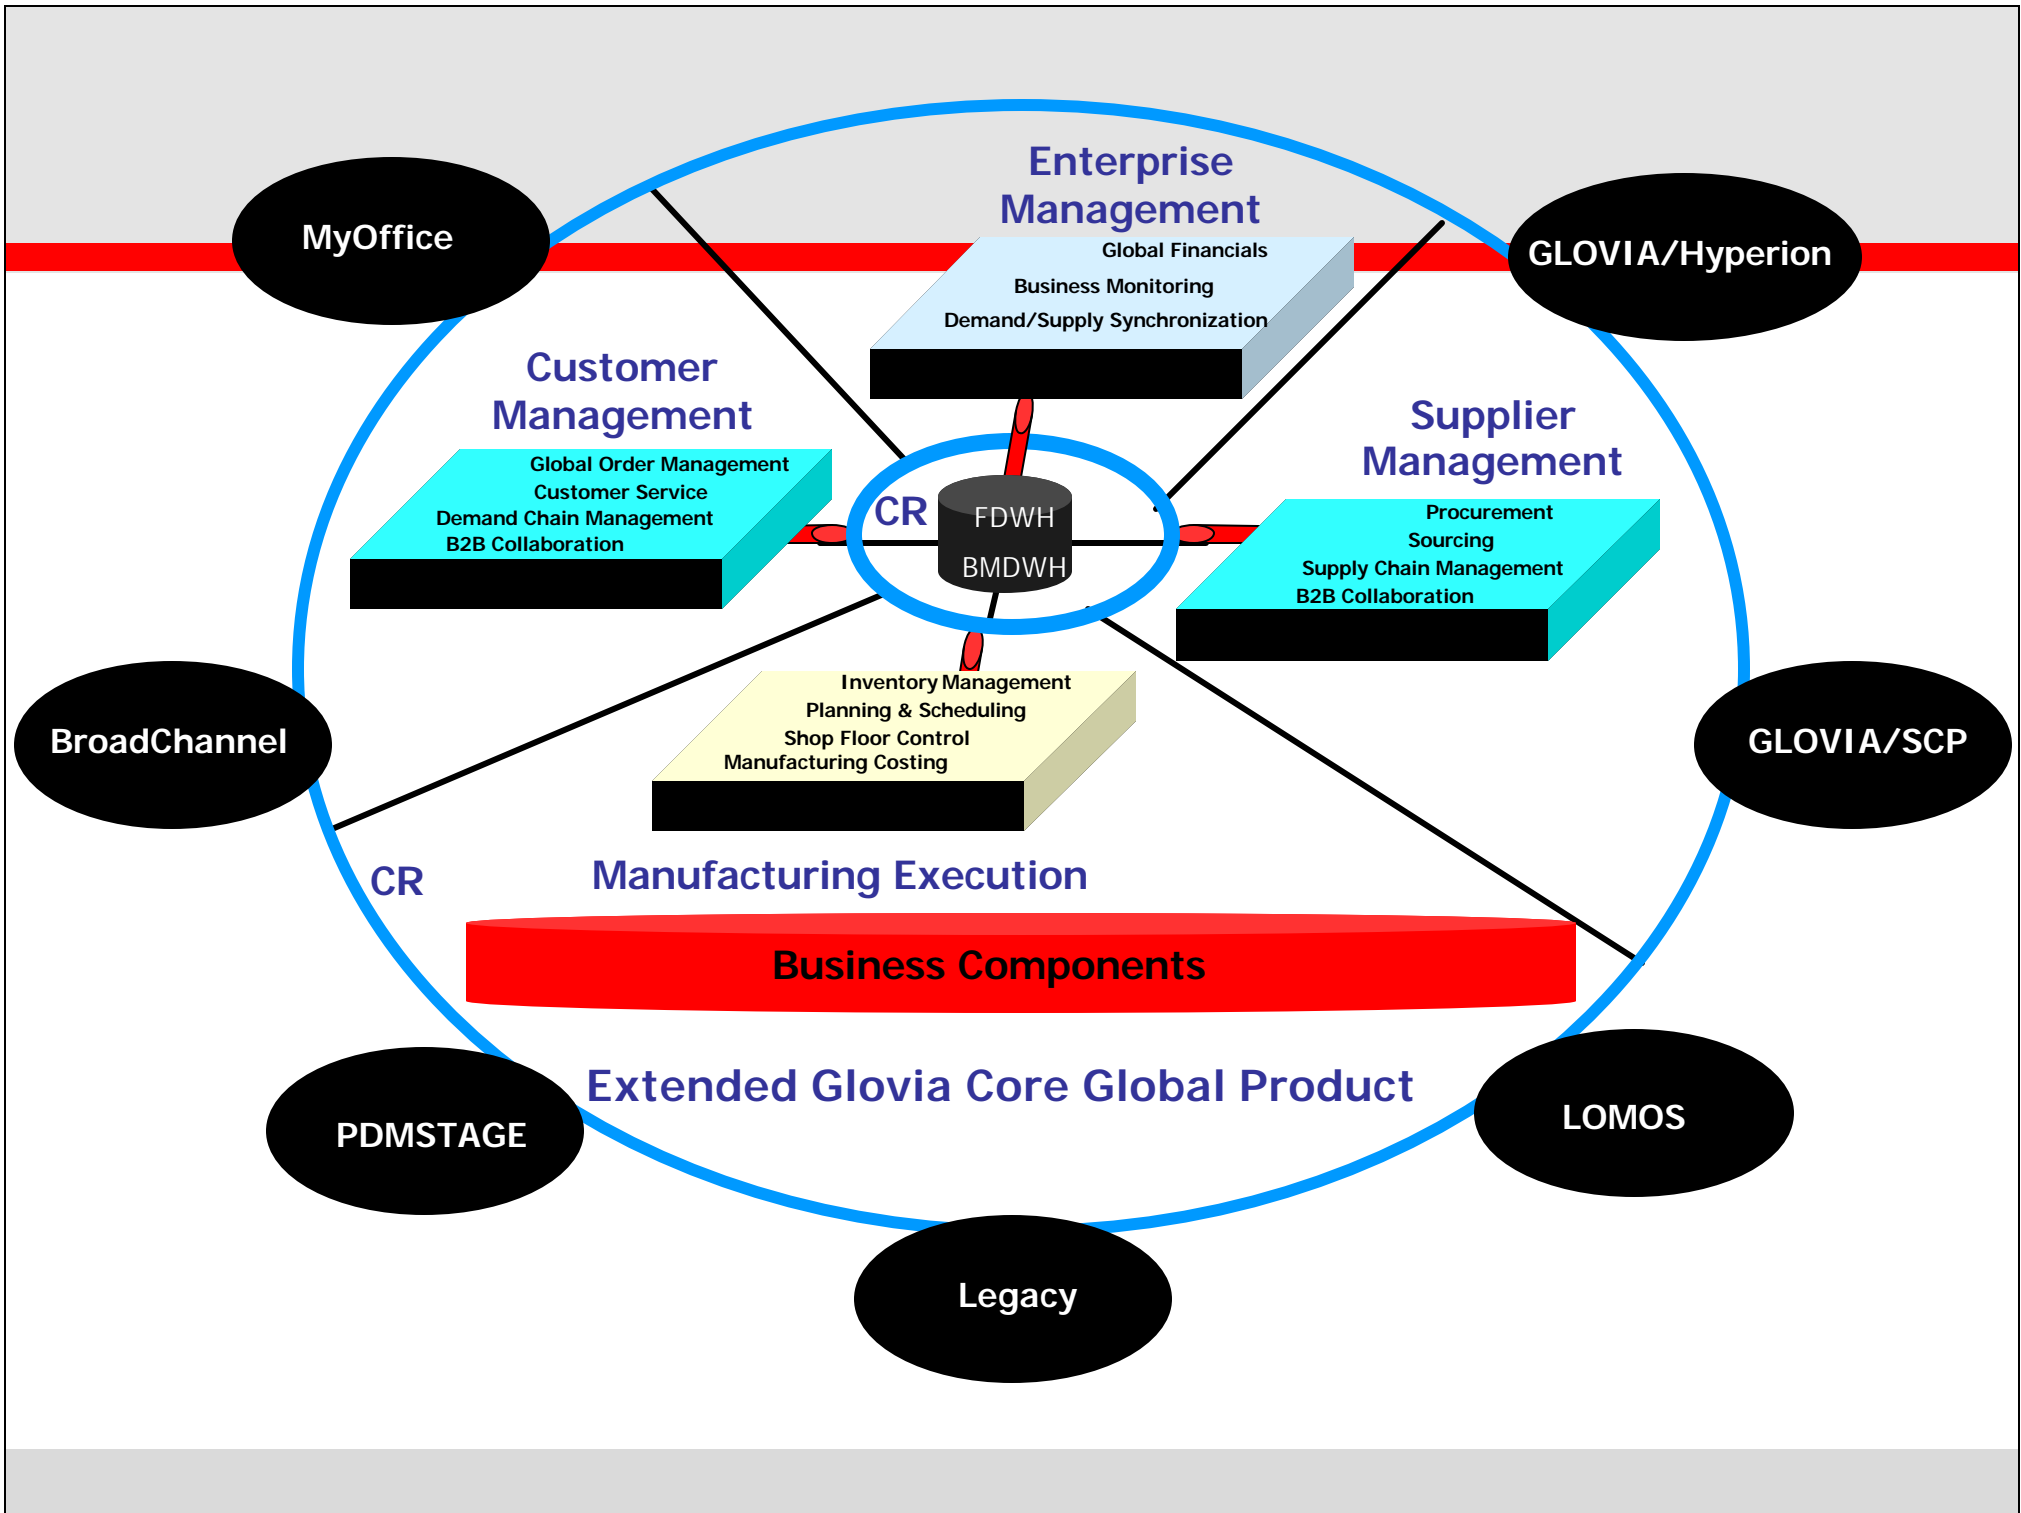 Enterprise
Management
MyOffice
GLOVIA/Hyperion
Global Financials
Business Monitoring
Demand/Supply Synchronization
Customer
Management
Supplier
Management
Global Order Management
Customer Service
Demand Chain Management
B2B Collaboration
CR
FDWH
BMDWH
Procurement
Sourcing
Supply Chain Management
B2B Collaboration
Inventory Management
Planning & Scheduling
Shop Floor Control
Manufacturing Costing
BroadChannel
GLOVIA/SCP
CR
Manufacturing Execution
Business Components
Extended Glovia Core Global Product
PDMSTAGE
LOMOS
Legacy